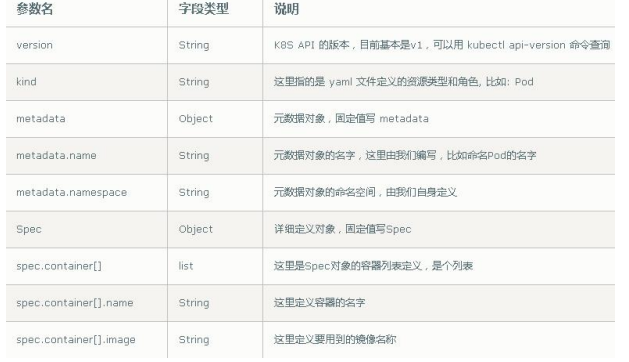 参数名 字段类型 说明
version String K8S API 的版本，目前基本是v1，可以用 kubectl api-version 命令查询
kind String 这里指的是 yaml 文件定义的资源类型和角色, 比如: Pod
metadata Object 元数据对象，固定值写 metadata
metadata.name String 元数据对象的名字，这里由我们编写，比如命名Pod的名字
metadata.namespace String 元数据对象的命名空间，由我们自身定义
Spec Object 详细定义对象，固定值写Spec
spec.container[] list 这里是Spec对象的容器列表定义，是个列表
spec.container[].name String 这里定义容器的名字
spec.container[].image String 这里定义要用到的镜像名称